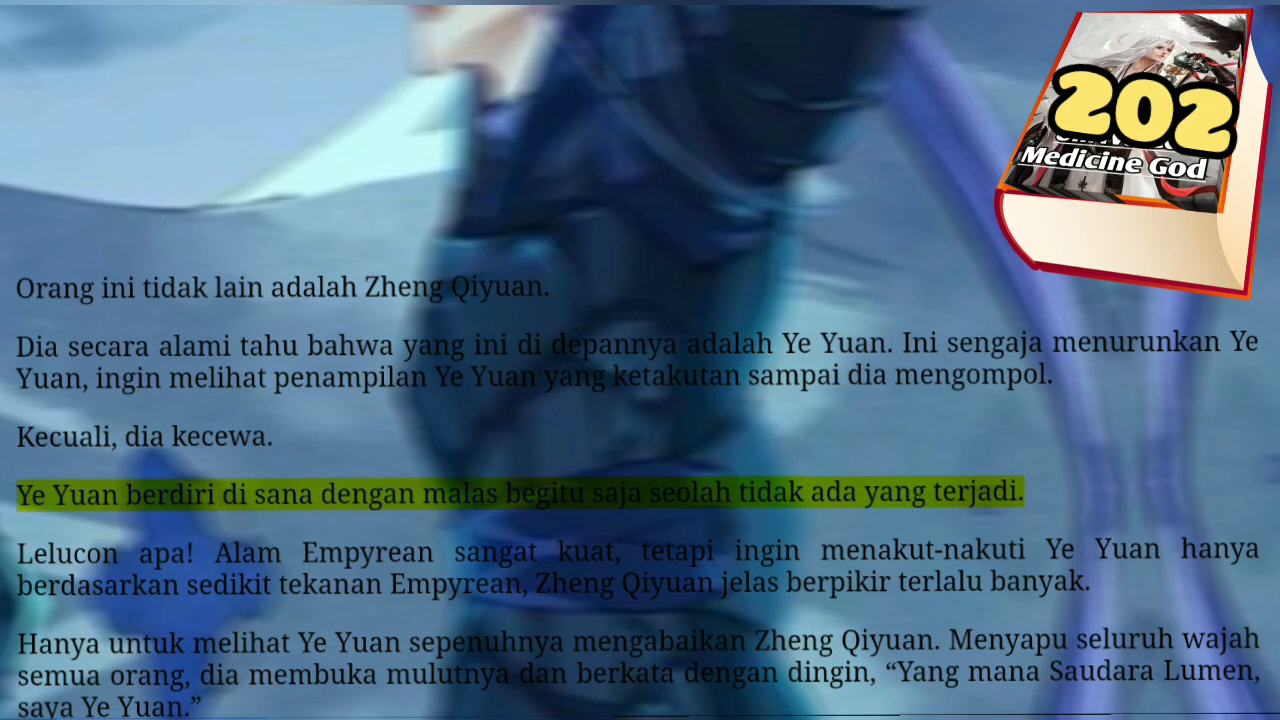 202
Medicine God
Orang ini tidak lain adalah Zheng Qiyuan.
Dia secara alami tahu bahwa yang ini di depannya adalah Ye Yuan. Ini sengaja menurunkan Ye
Yuan, ingin melihat penampilan Ye Yuan yang ketakutan sampai dia mengompol.
Kecuali, dia kecewa.
Ye Yuan berdiri di sana dengan malas begitu saja seolah tidak ada yang terjadi.
Lelucon apa! Alam Empyrean sangat kuat, tetapi ingin menakut-nakuti Ye Yuan hanya
berdasarkan sedikit tekanan Empyrean, Zheng Qiyuan jelas berpikir terlalu banyak.
Hanya untuk melihat Ye Yuan sepenuhnya mengabaikan Zheng Qiyuan. Menyapu seluruh wajah
semua orang, dia membuka mulutnya dan berkata dengan dingin, “Yang mana Saudara Lumen,
saya Ye Yuan.”